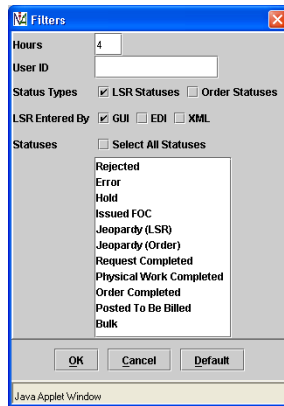 Filters
Hours 4
User ID
Status Types LSR Statuses Order Statuses
LSR Entered By GUI EDI XML
Statuses Select All Statuses
Rejected
Error
Hold
Issued FOC
Jeopardy (LSR)
Jeopardy (Order)
Request Completed
Physical Work Completed
Order Completed
Posted To Be Billed
Bulk
OK Cancel Default
Java Applet Window